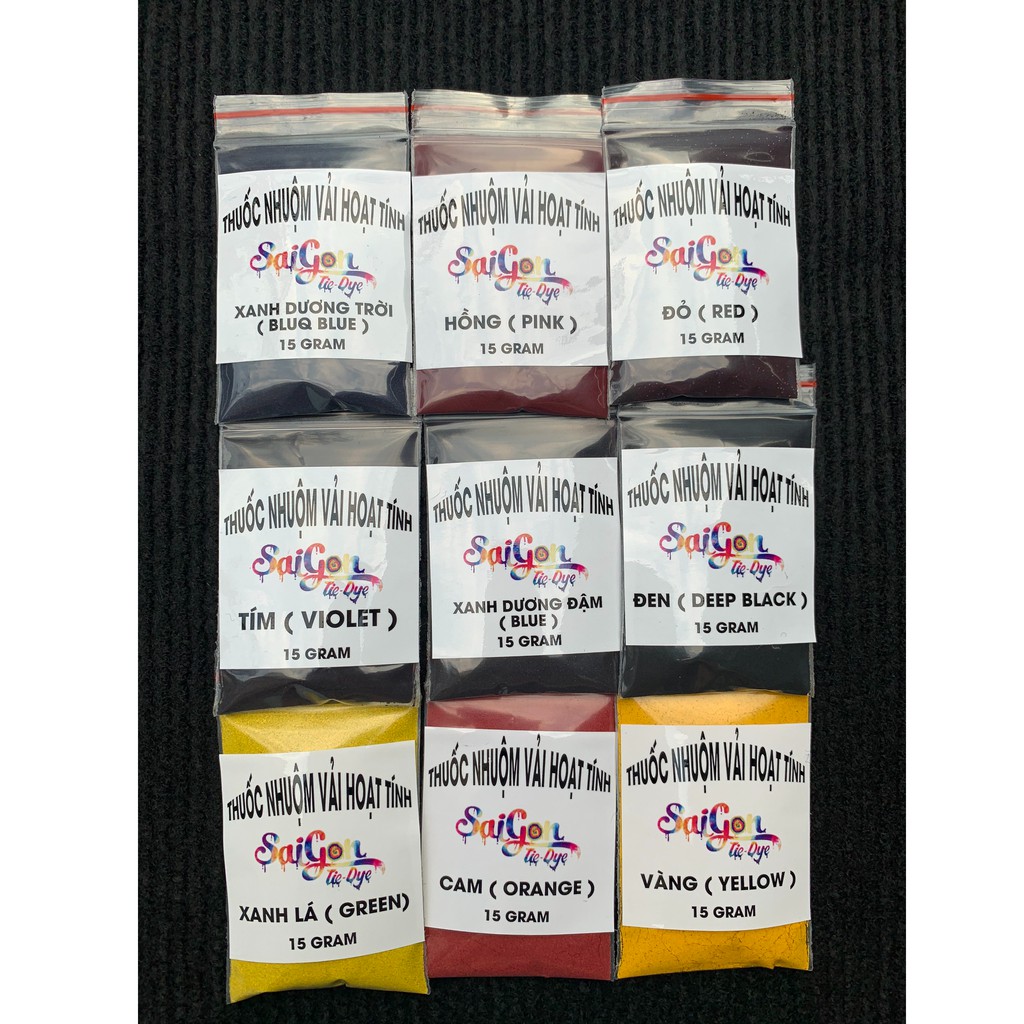 THUỐC NHUỘM VẢI HOẠT TÍNH
SaiGon
Tie-Dye
XANH DƯƠNG TRỜI
( BLUQ BLUE )
15 GRAM
THUỐC NHUỘM VẢI HOẠT TÍNH
SaiGon
Tie-Dye
HỒNG ( PINK )
15 GRAM
THUỐC NHUỘM VẢI HOẠT TÍNH
SaiGon
Tie-Dye
ĐỎ ( RED )
15 GRAM
THUỐC NHUỘM VẢI HOẠT TÍNH
SaiGon
Tie-Dye
TÍM ( VIOLET )
15 GRAM
THUỐC NHUỘM VẢI HOẠT TÍNH
SaiGon
Tie-Dye
XANH DƯƠNG ĐẬM
( BLUE )
15 GRAM
THUỐC NHUỘM VẢI HOẠT TÍNH
SaiGon
Tie-Dye
ĐEN ( DEEP BLACK )
15 GRAM
THUỐC NHUỘM VẢI HOẠT TÍNH
SaiGon
Tie-Dye
XANH LÁ ( GREEN)
15 GRAM
THUỐC NHUỘM VẢI HOẠT TÍNH
SaiGon
Tie-Dye
CAM ( ORANGE )
15 GRAM
THUỐC NHUỘM VẢI HOẠT TÍNH
SaiGon
Tie-Dye
VÀNG ( YELLOW )
15 GRAM